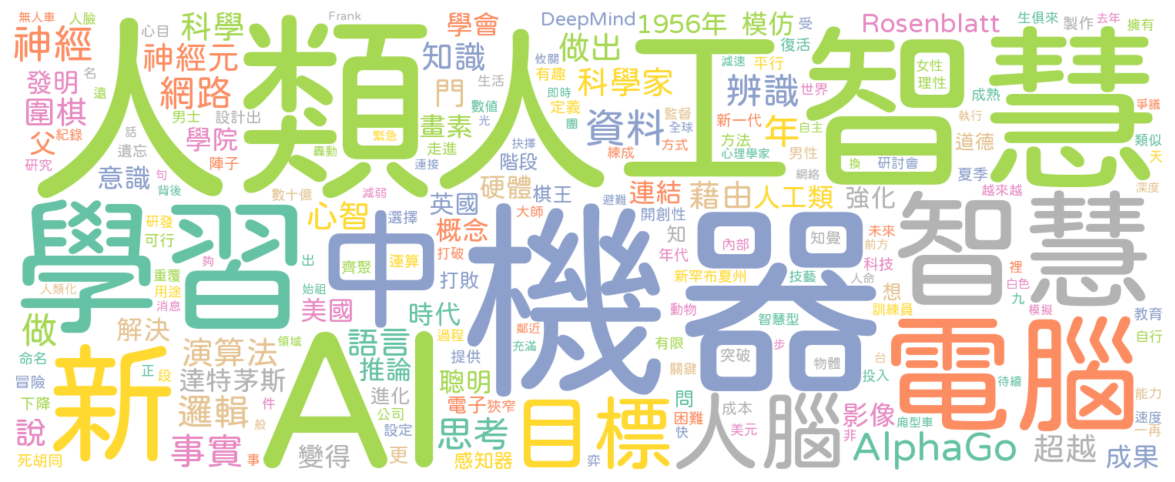 無人車
人臉
心目
Frank
DeepMind
受
1956年
模仿
Rosenblatt
生俱來
製作
去年
擁有
神經
科學
學會
做出
復活
人類
人工智慧
神經元
知識
攸關
有趣
減速
平行
女性
理性
成熟
爭議
發明
名
遠
網路
門
生活
即時
科學家
辨識
世界
執行
圍棋
男士
設計出
數值
定義
監督
新一代
年
自主
道德
類似
父
紀錄
學院
畫素
光
團
資料
全球
方法
天
研究
話
遺忘
轟動
緊急
走進
抉擇
練成
方式
心理學家
男性
換
研討會
意識
句
背後
陣子
連接
階段
網絡
夏季
深度
數十億
減弱
硬體
棋王
避難
連結
藉由
人工類
強化
越來越
學習
中
機器
智慧
研發
可行
心智
選擇
英國
大師
開創性
知
內部
知覺
未來
前方
夠
出
齊聚
運算
概念
打破
年代
科技
裡
重覆
用途
人類化
消息
始祖
美國
打敗
新罕布夏州
技藝
人命
想
白色
九
做
解決
時代
動物
智慧型
訓練員
模擬
教育
新
AI
領域
語言
過程
鄰近
有限
步
電腦
自行
命名
正
段
演算法
推論
提供
充滿
突破
物體
台
冒險
達特茅斯
聰明
關鍵
投入
待續
能力
下降
邏輯
件
進化
公司
電子
狹窄
目標
問
成本
人腦
影像
廂型車
速度
說
般
設定
思考
困難
美元
非
一再
死胡同
事實
事
變得
更
感知器
弈
快
AlphaGo
超越
成果